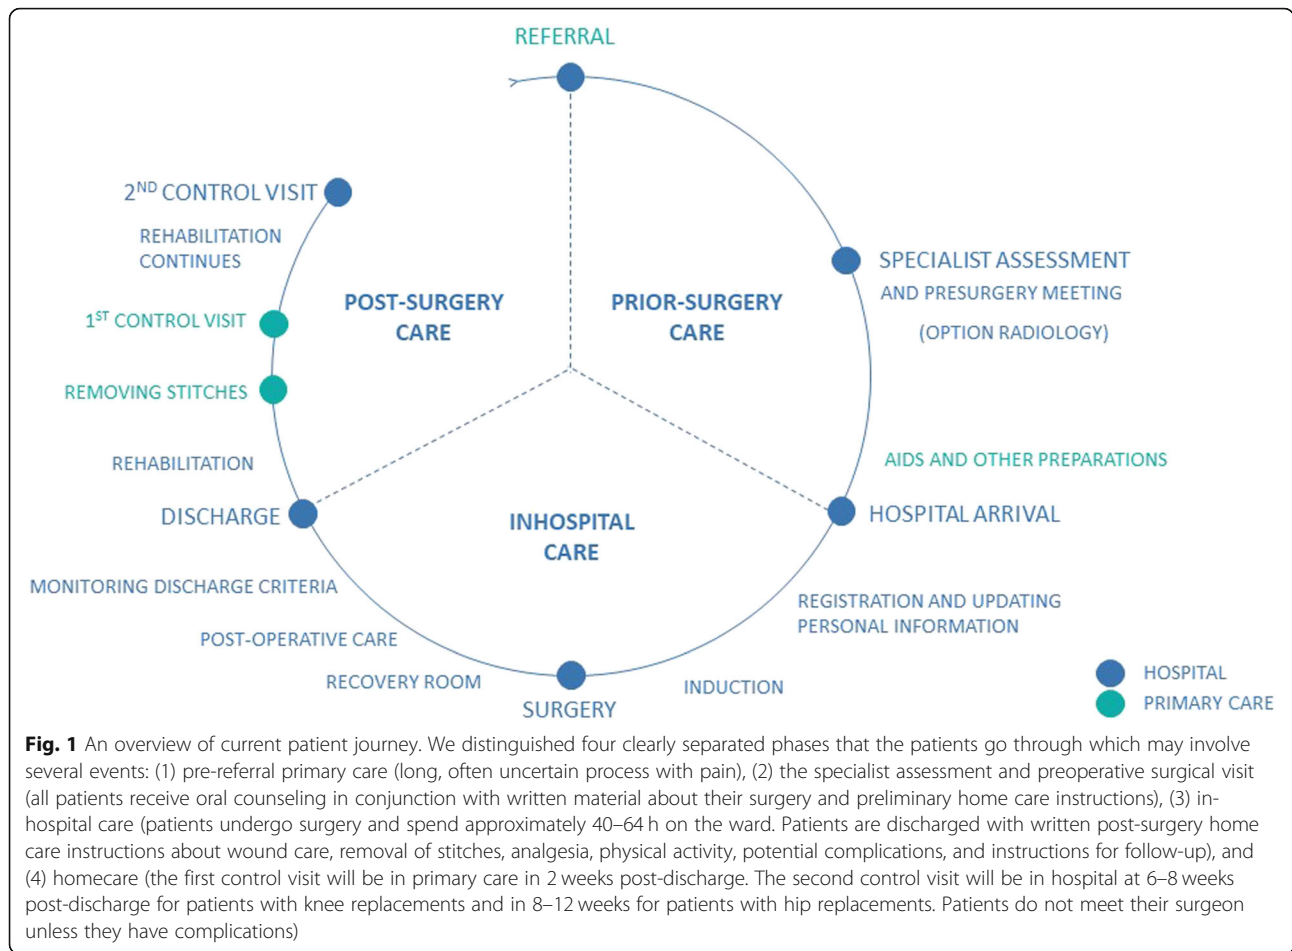 REFERRAL
2ND CONTROL VISIT
REHABILITATION
CONTINUES
POST-SURGERY
CARE
PRIOR-SURGERY
CARE
SPECIALIST ASSESSMENT
AND PRESURGERY MEETING
(OPTION RADIOLOGY)
1ST CONTROL VISIT
REMOVING STITCHES
REHABILITATION
AIDS AND OTHER PREPARATIONS
DISCHARGE
INHOSPITAL
CARE
HOSPITAL ARRIVAL
MONITORING DISCHARGE CRITERIA
REGISTRATION AND UPDATING
PERSONAL INFORMATION
POST-OPERATIVE CARE
RECOVERY ROOM
SURGERY
INDUCTION
HOSPITAL
PRIMARY CARE
Fig. 1 An overview of current patient journey. We distinguished four clearly separated phases that the patients go through which may involve
several events: (1) pre-referral primary care (long, often uncertain process with pain), (2) the specialist assessment and preoperative surgical visit
(all patients receive oral counseling in conjunction with written material about their surgery and preliminary home care instructions), (3) in-
hospital care (patients undergo surgery and spend approximately 40–64 h on the ward. Patients are discharged with written post-surgery home
care instructions about wound care, removal of stitches, analgesia, physical activity, potential complications, and instructions for follow-up), and
(4) homecare (the first control visit will be in primary care in 2 weeks post-discharge. The second control visit will be in hospital at 6–8 weeks
post-discharge for patients with knee replacements and in 8–12 weeks for patients with hip replacements. Patients do not meet their surgeon
unless they have complications)